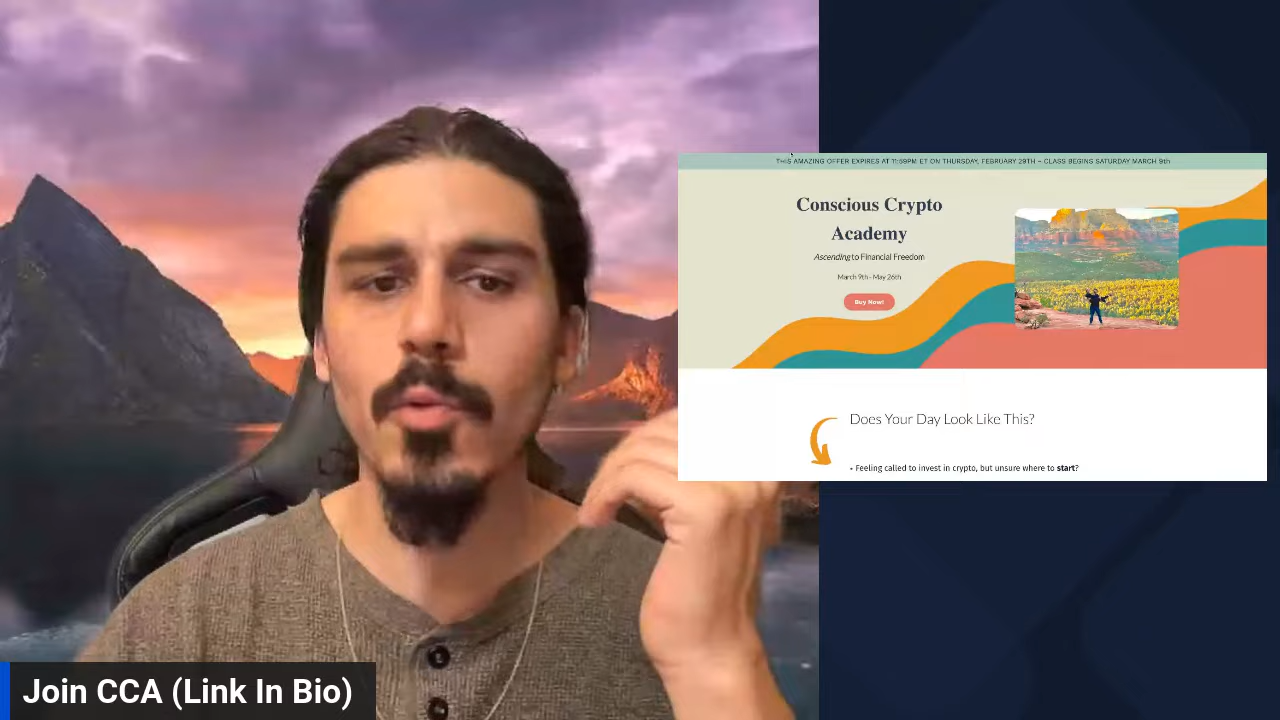 THIS AMAZING OFFER EXPIRES AT 11:59PM ET ON THURSDAY, FEBRUARY 29TH – CLASS BEGINS SATURDAY MARCH 9th
Conscious Crypto
Academy
Ascending to Financial Freedom
March 9th - May 26th
Buy Now!
Does Your Day Look Like This?
• Feeling called to invest in crypto, but unsure where to start?
Join CCA (Link In Bio)